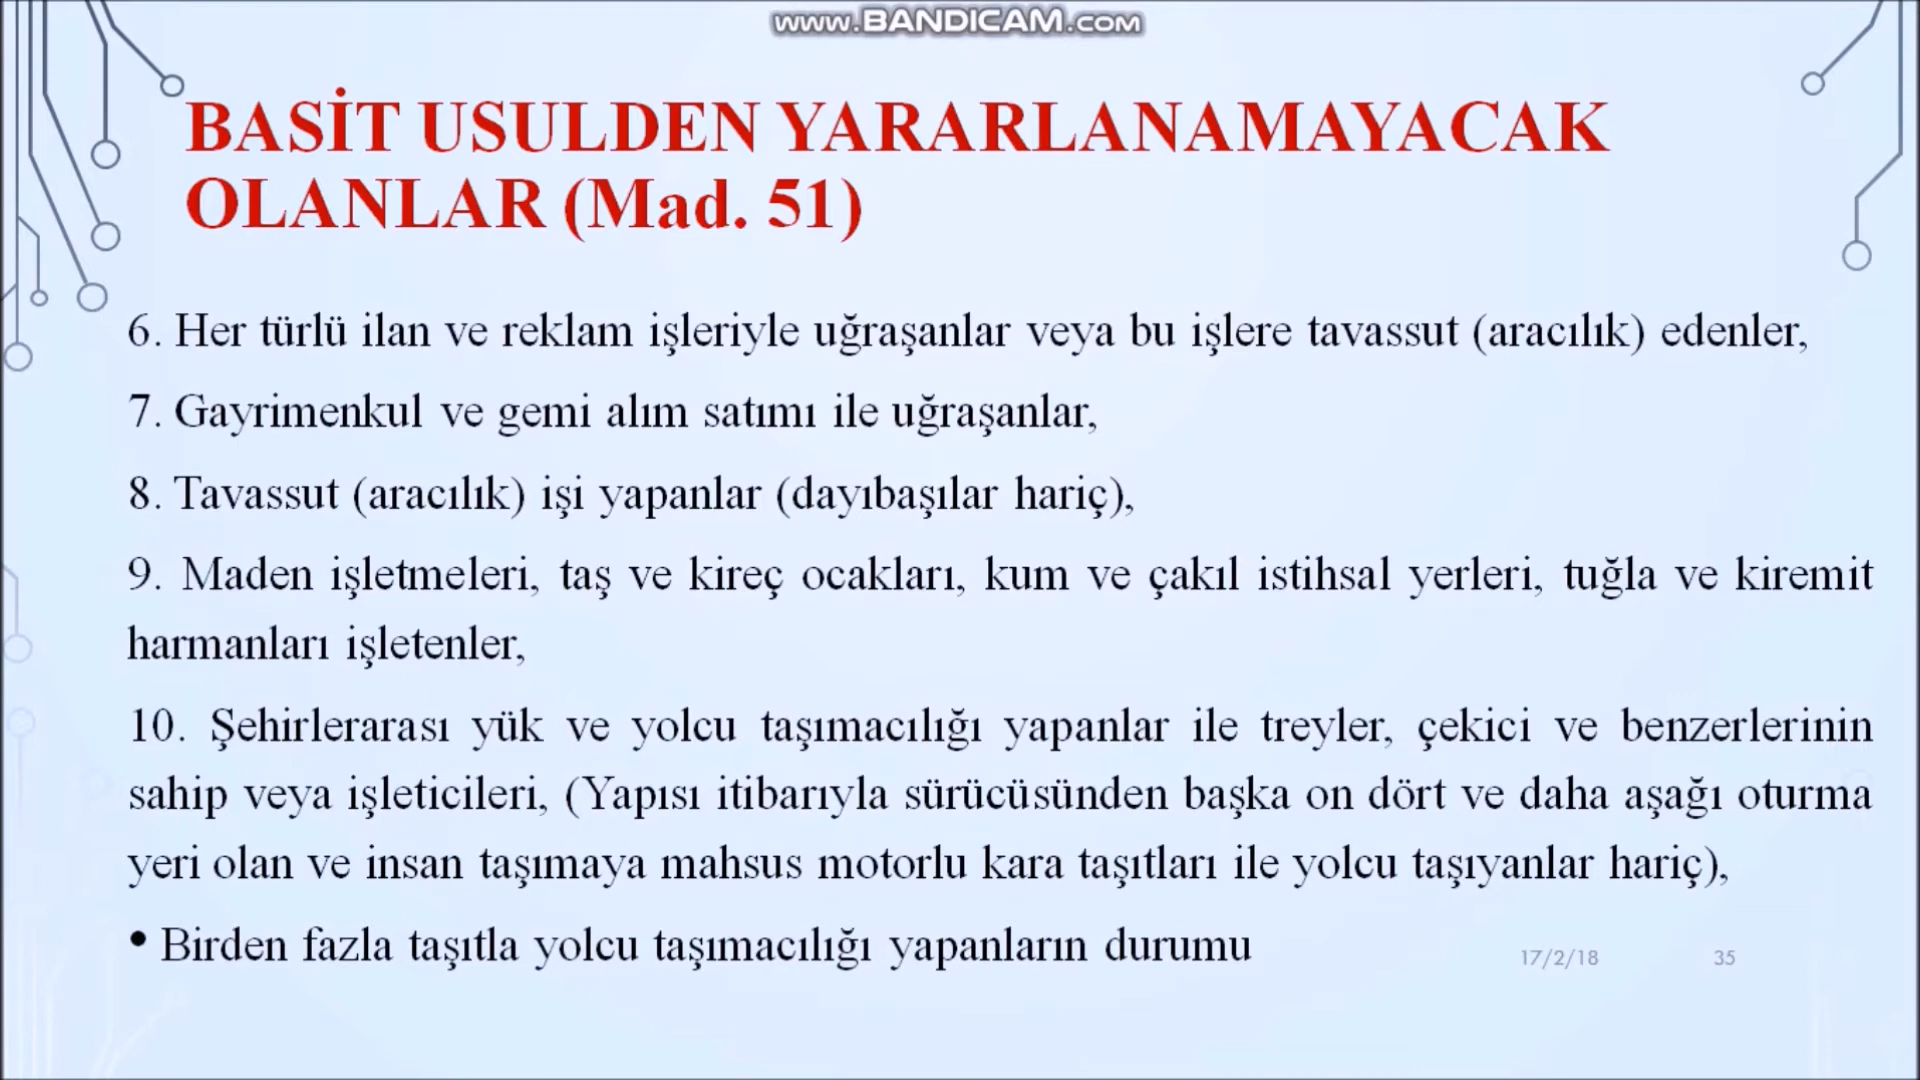 www.BANDICAM.com
BASİT USULDEN YARARLANAMAYACAK
OLANLAR (Mad. 51)
6. Her türlü ilan ve reklam işleriyle uğraşanlar veya bu işlere tavassut (aracılık) edenler,
7. Gayrimenkul ve gemi alım satımı ile uğraşanlar,
8. Tavassut (aracılık) işi yapanlar (dayıbaşılar hariç),
9. Maden işletmeleri, taş ve kireç ocakları, kum ve çakıl istihsal yerleri, tuğla ve kiremit
harmanları işletenler,
10. Şehirlerarası yük ve yolcu taşımacılığı yapanlar ile treyler, çekici ve benzerlerinin
sahip veya işleticileri, (Yapısı itibarıyla sürücüsünden başka on dört ve daha aşağı oturma
yeri olan ve insan taşımaya mahsus motorlu kara taşıtları ile yolcu taşıyanlar hariç),
• Birden fazla taşıtla yolcu taşımacılığı yapanların durumu
17/2/18 35